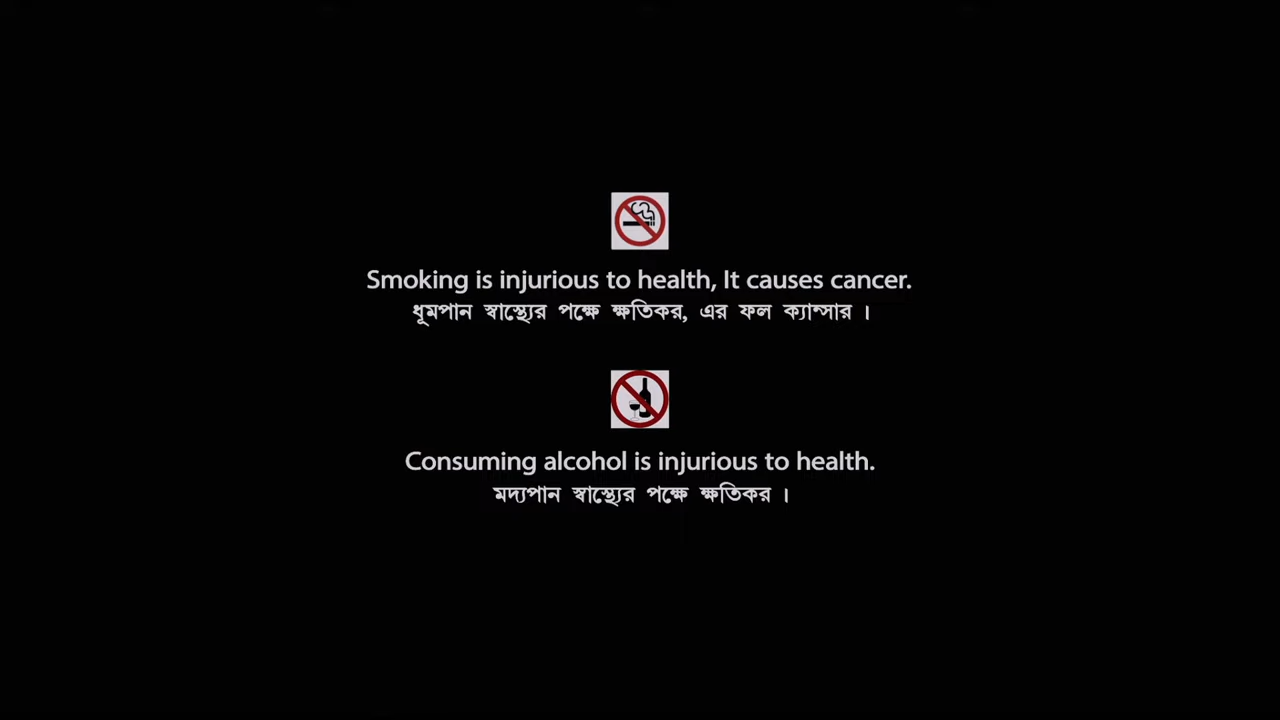 Smoking is injurious to health, It causes cancer.
ধূমপান স্বাস্থ্যের পক্ষে ক্ষতিকর, এর ফল ক্যান্সার ।
Consuming alcohol is injurious to health.
মদ্যপান স্বাস্থ্যের পক্ষে ক্ষতিকর ।